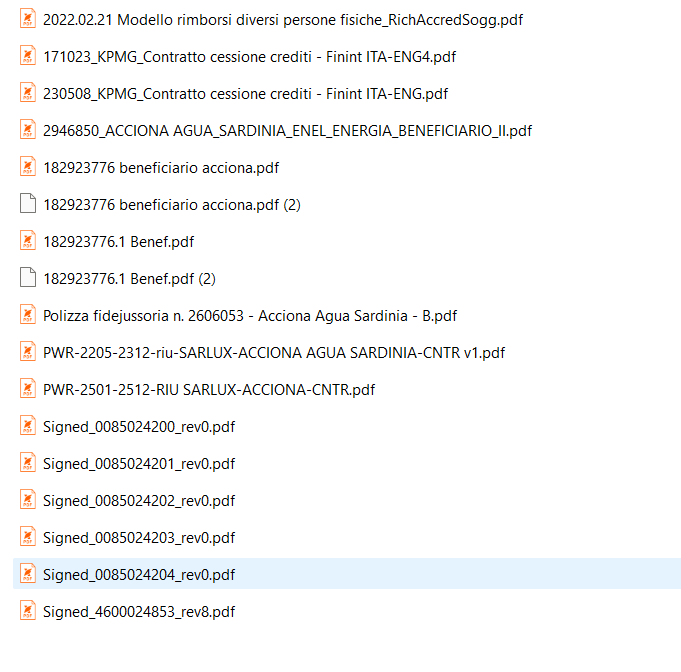 2022.02.21 Modello rimborsi diversi persone fisiche_RichAccredSogg.pdf
171023_KPMG_Contratto cessione crediti - Finint ITA-ENG4.pdf
230508_KPMG_Contratto cessione crediti - Finint ITA-ENG.pdf
2946850_ACCIONA AGUA_SARDINIA_ENEL_ENERGIA_BENEFICIARIO_II.pdf
182923776 beneficiario acciona.pdf
182923776 beneficiario acciona.pdf (2)
182923776.1 Benef.pdf
182923776.1 Benef.pdf (2)
Polizza fidejussoria n. 2606053 - Acciona Agua Sardinia - B.pdf
PWR-2205-2312-riu-SARLUX-ACCIONA AGUA SARDINIA-CNTR v1.pdf
PWR-2501-2512-RIU SARLUX-ACCIONA-CNTR.pdf
Signed_0085024200_rev0.pdf
Signed_0085024201_rev0.pdf
Signed_0085024202_rev0.pdf
Signed_0085024203_rev0.pdf
Signed_0085024204_rev0.pdf
Signed_4600024853_rev8.pdf